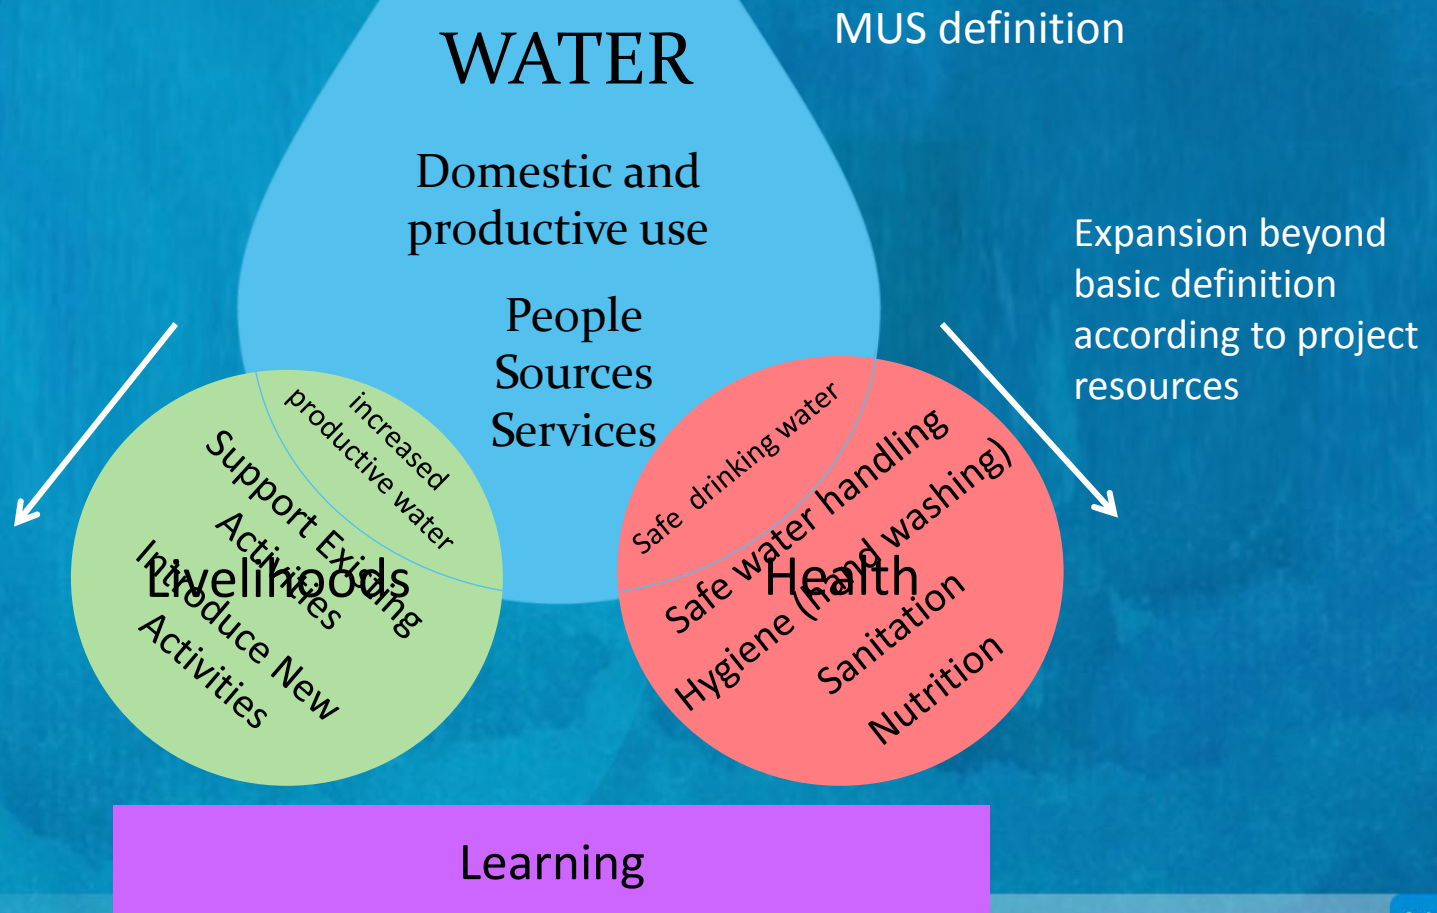 WATER
MUS definition
Domestic and
productive use
People
Sources
Services
Expansion beyond
basic definition
according to project
resources
increased
productive water
Support Existing
Activities
Livelihoods
Introduce New
Activities
Safe drinking water
Safe water handling
Health
Hygiene (hand washing)
Sanitation
Nutrition
Learning